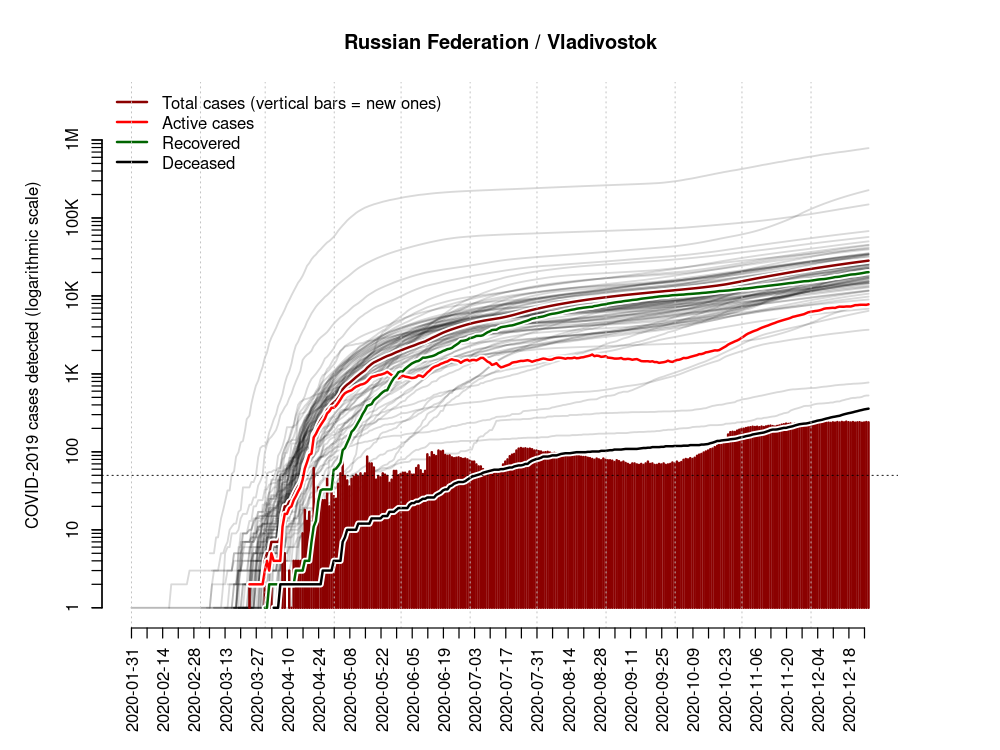 Russian Federation / Vladivostok
Total cases (vertical bars = new ones)
Active cases
Recovered
Deceased
COVID-2019 cases detected (logarithmic scale)
1M
100K
10K
1K
100
10
1
2020-01-31
2020-02-14
2020-02-28
2020-03-13
2020-03-27
2020-04-10
2020-04-24
2020-05-08
2020-05-22
2020-06-05
2020-06-19
2020-07-03
2020-07-17
2020-07-31
2020-08-14
2020-08-28
2020-09-11
2020-09-25
2020-10-09
2020-10-23
2020-11-06
2020-11-20
2020-12-04
2020-12-18